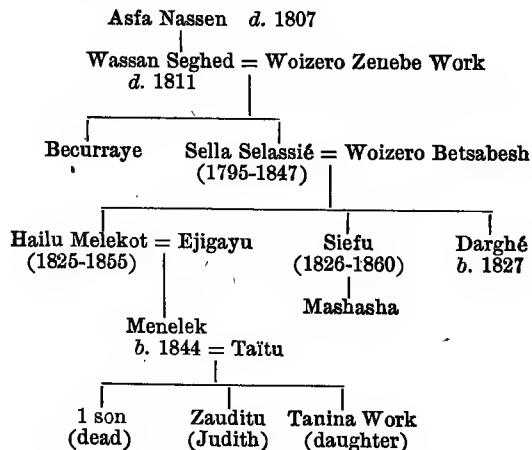 Asfa Nassen d. 1807
Wassan Seghed = Woizero Zenebe Work
d. 1811
Becurraye Sella Selassié = Woizero Betsabesh
(1795-1847)
Hailu Melekot = Ejigayu Siefu Darghé
(1825-1855) (1826-1860) b. 1827
Mashasha
Menelek
b. 1844 = Taïtu
1 son Zauditu Tanina Work
(dead) (Judith) (daughter)